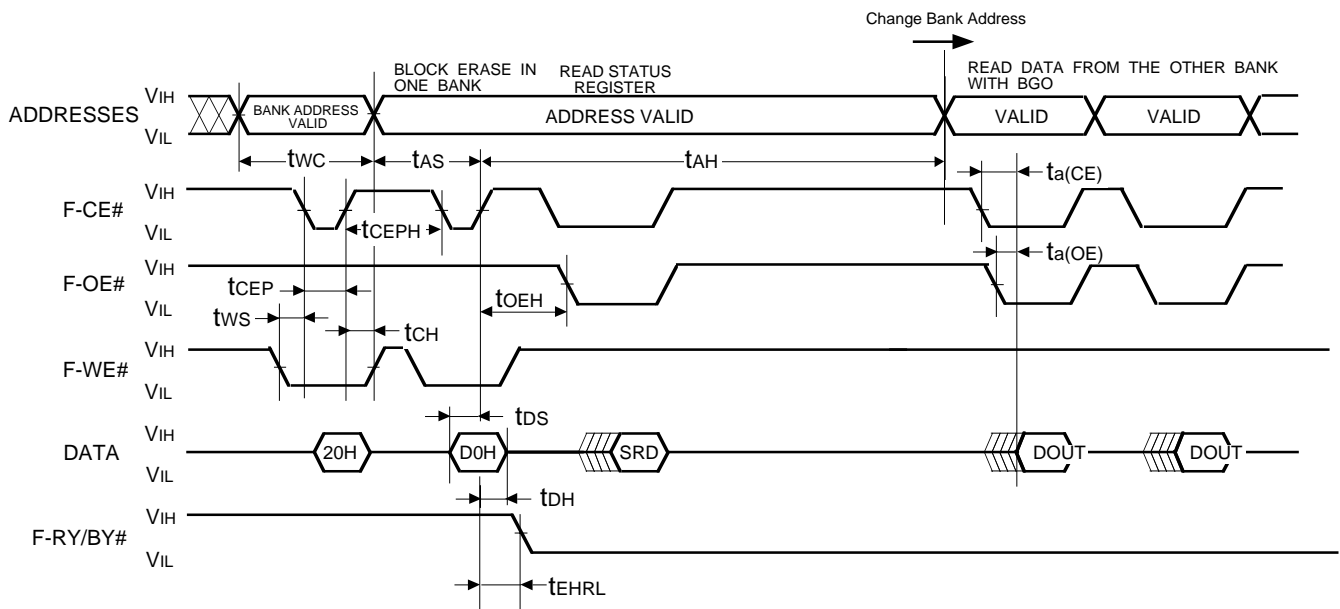 Change Bank Address
BLOCK ERASE IN
ONE BANK
READ STATUS
REGISTER
READ DATA FROM THE OTHER BANK
WITH BGO
ADDRESSES
VIH
VIL
BANK ADDRESS
VALID
ADDRESS VALID
VALID
VALID
tWC
tAS
tAH
ta(CE)
F-CE#
VIH
VIL
tCEPH
ta(OE)
F-OE#
VIH
VIL
tCEP
tOEH
tWS
tCH
F-WE#
VIH
VIL
tDS
DATA
VIH
VIL
20H
D0H
SRD
DOUT
DOUT
tDH
F-RY/BY#
VIH
VIL
tEHRL